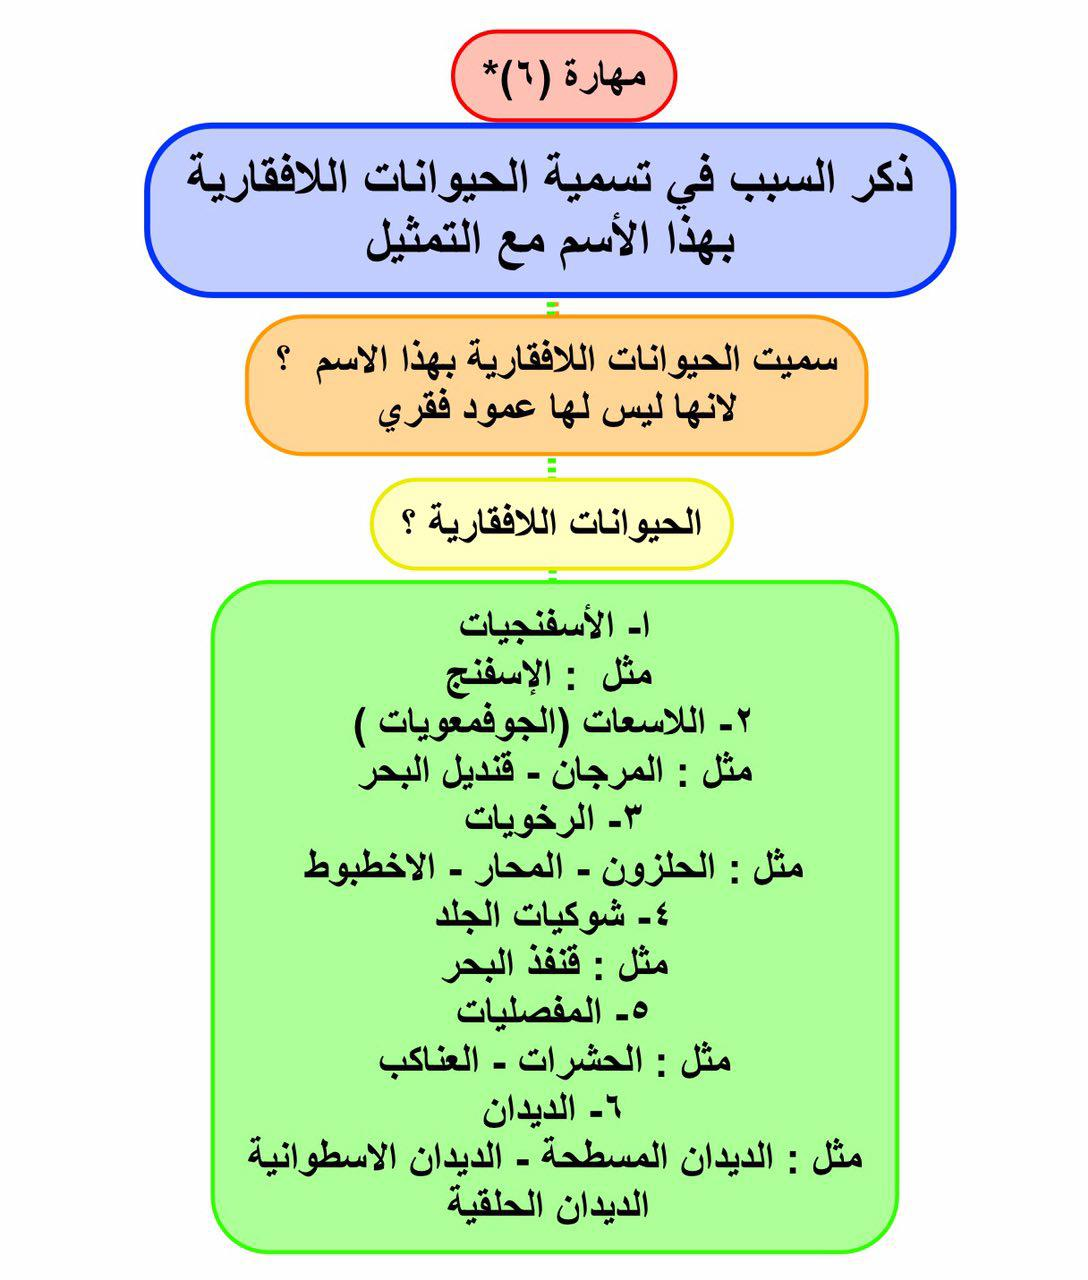 مهارة (٦)*
ذكر السبب في تسمية الحيوانات اللافقارية
بهذا الأسم مع التمثيل
سميت الحيوانات اللافقارية بهذا الاسم ؟
لانها ليس لها عمود فقري
الحيوانات اللافقارية ؟
١- الأسفنجيات
مثل : الإسفنج
٢- اللاسعات (الجوفمعويات )
مثل : المرجان - قنديل البحر
٣- الرخويات
مثل : الحلزون - المحار - الاخطبوط
٤- شوكيات الجلد
مثل : قنفذ البحر
٥- المفصليات
مثل : الحشرات - العناكب
٦- الديدان
مثل : الديدان المسطحة - الديدان الاسطوانية
الديدان الحلقية